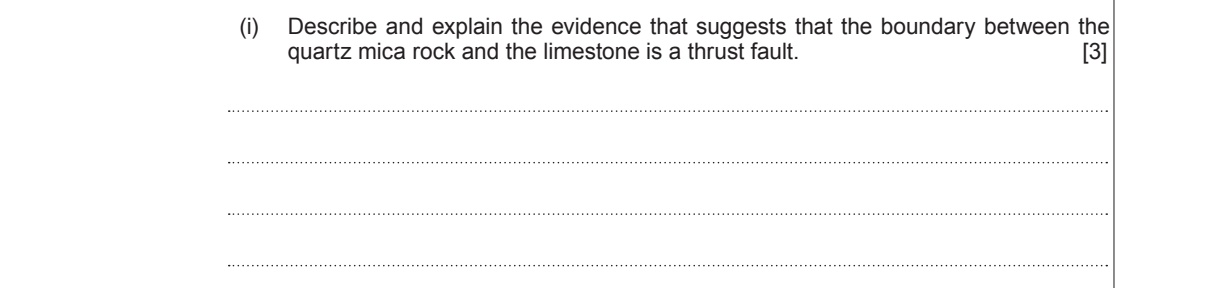 (i) Describe and explain the evidence that suggests that the boundary between the
quartz mica rock and the limestone is a thrust fault. [3]